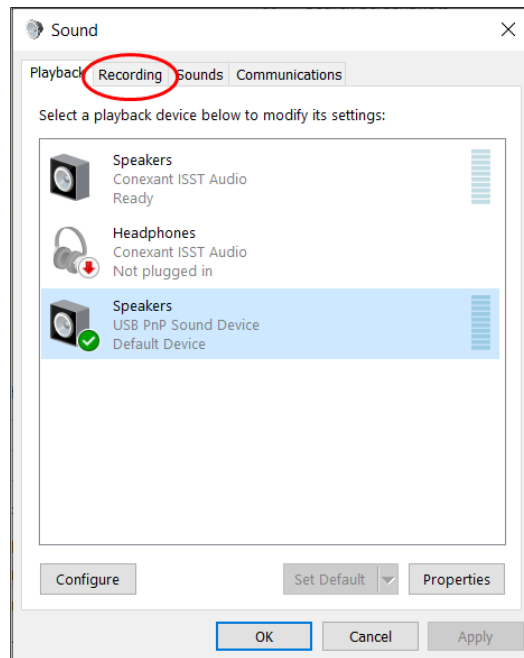 Sound
Playback Recording Sounds Communications
Select a playback device below to modify its settings:
Speakers
Conexant ISST Audio
Ready
Headphones
Conexant ISST Audio
Not plugged in
Speakers
USB PnP Sound Device
Default Device
Configure Set Default Properties
OK Cancel Apply